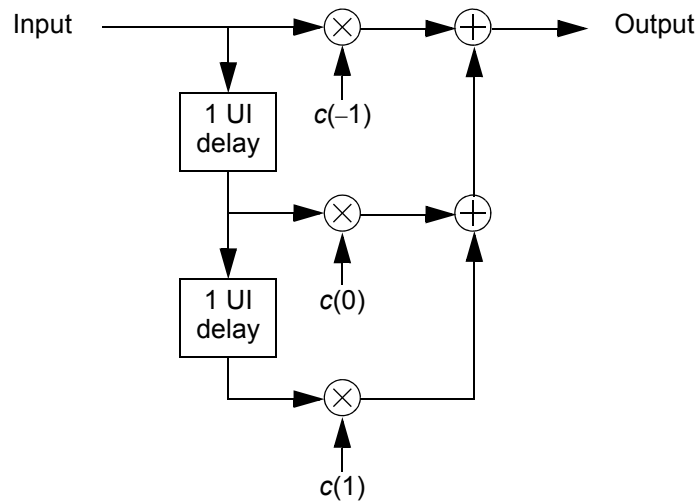 Input
Output
1 UI
delay
c(−1)
1 UI
delay
c(0)
c(1)